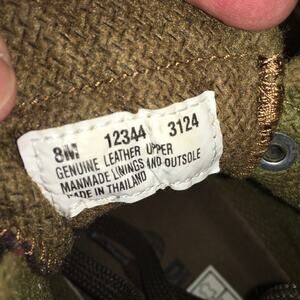 8M 12344 3124
GENUINE LEATHER UPPER
MANMADE LININGS AND OUTSOLE
MADE IN THAILAND